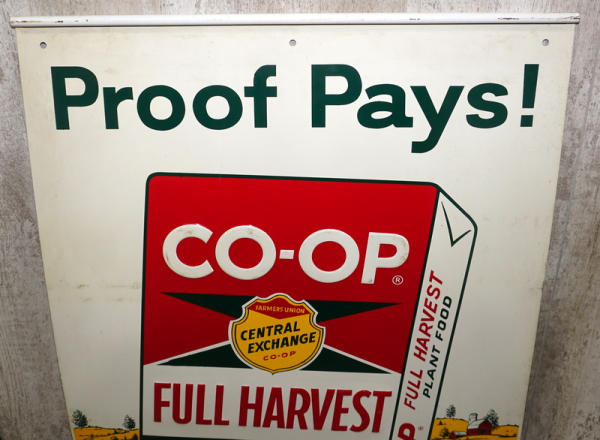 Proof Pays!
CO-OP®
FARMERS UNION
CENTRAL
EXCHANGE
CO-OP
FULL HARVEST
FULL HARVEST
PLANT FOOD